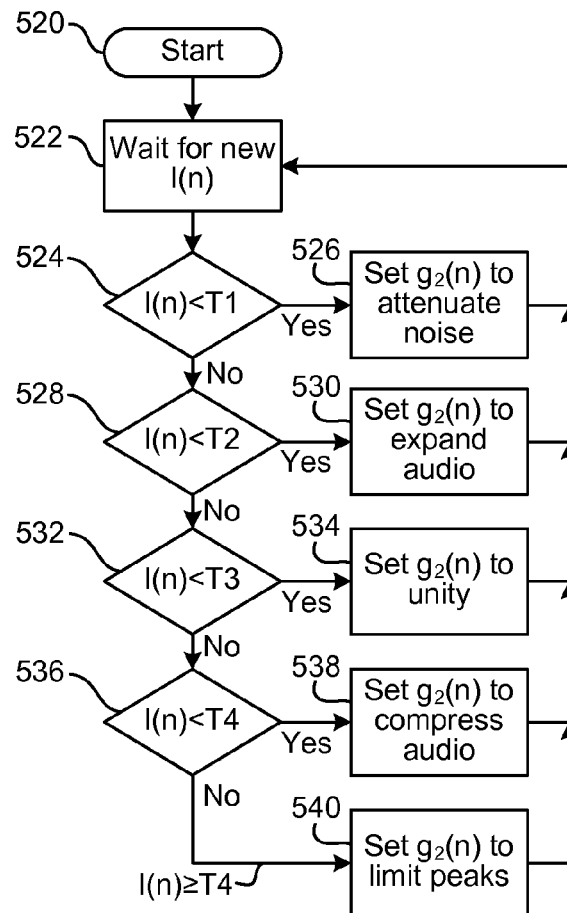 520
Start
522
Wait for new
I(n)
524
I(n)<T1
Yes
No
526
Set g₂(n) to
attenuate
noise
528
I(n)<T2
Yes
No
530
Set g₂(n) to
expand
audio
532
I(n)<T3
Yes
No
534
Set g₂(n) to
unity
536
I(n)<T4
Yes
No
538
Set g₂(n) to
compress
audio
I(n)≥T4
540
Set g₂(n) to
limit peaks